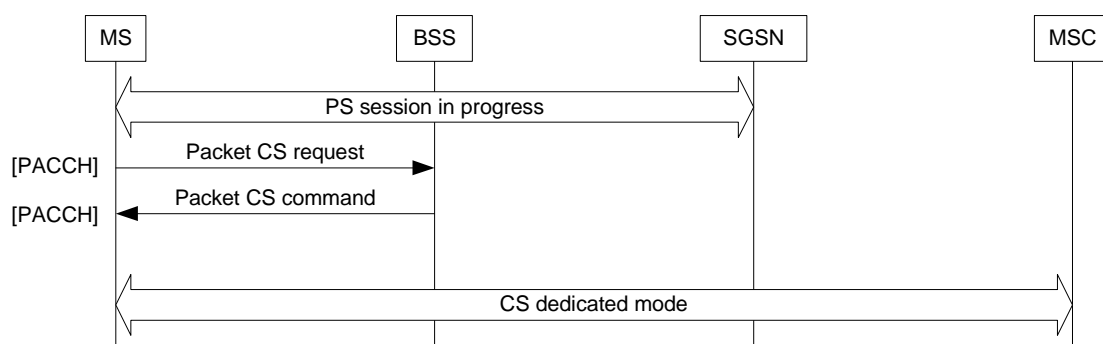 MS
BSS
SGSN
MSC
PS session in progress
[PACCH]
Packet CS request
[PACCH]
Packet CS command
CS dedicated mode